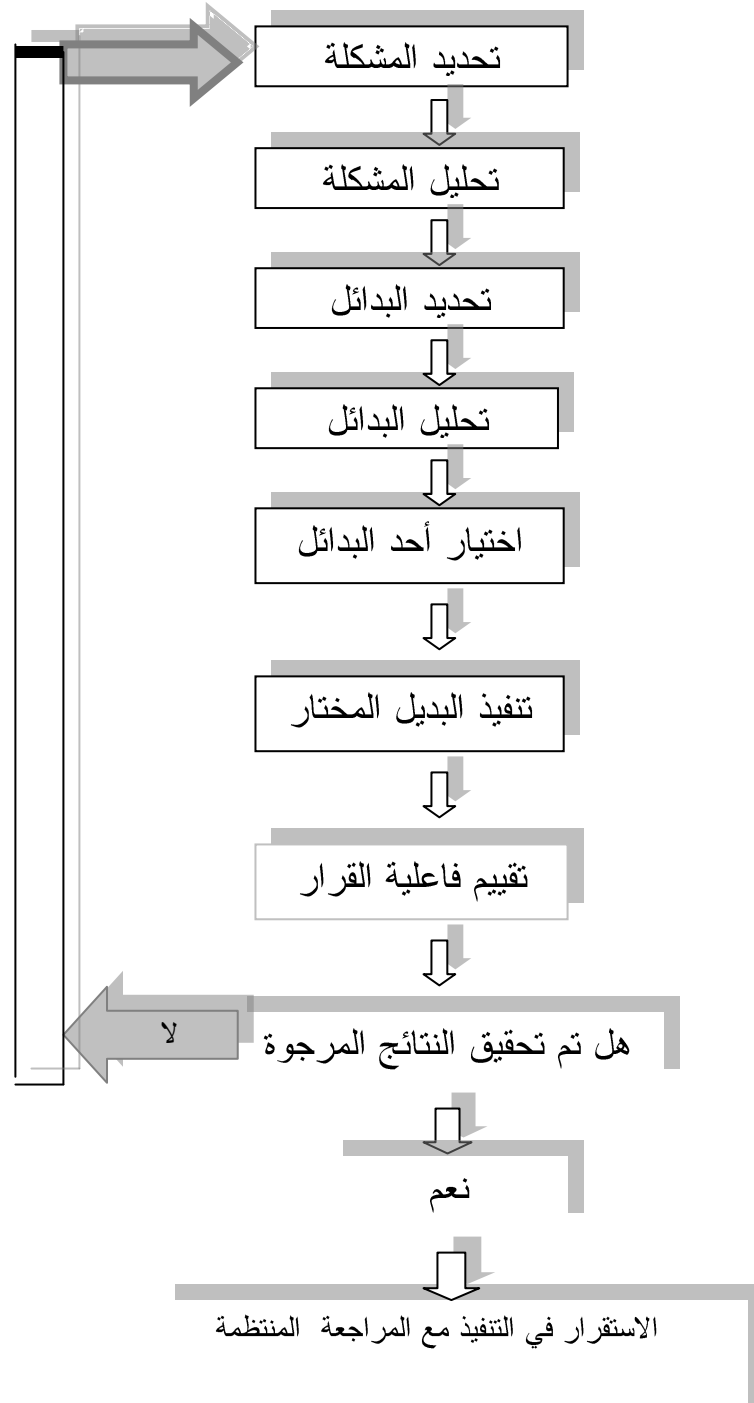 تحديد المشكلة
تحليل المشكلة
تحديد البدائل
تحليل البدائل
اختيار أحد البدائل
تنفيذ البديل المختار
تقييم فاعلية القرار
هل تم تحقيق النتائج المرجوة
لا
نعم
الاستقرار في التنفيذ مع المراجعة المنتظمة